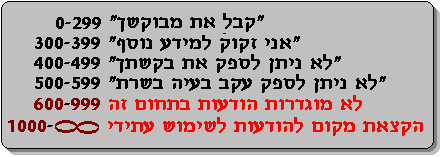 0-299 "קבל את מבוקשך"
300-399 "אני זקוק למידע נוסף"
400-499 "לא ניתן לספק את בקשתך"
500-599 "לא ניתן לספק עקב בעיה בשרת"
600-999 לא מוגדרות הודעות בתחום זה
1000-∞ הקצאת מקום להודעות לשימוש עתידי